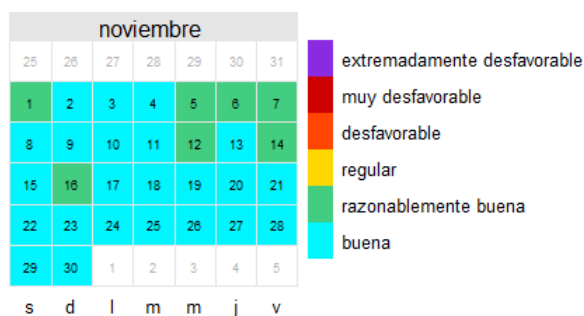 noviembre
25 26 27 28 29 30 31
1 2 3 4 5 6 7
8 9 10 11 12 13 14
15 16 17 18 19 20 21
22 23 24 25 26 27 28
29 30 1 2 3 4 5
s d l m m j v
extremadamente desfavorable
muy desfavorable
desfavorable
regular
razonablemente buena
buena